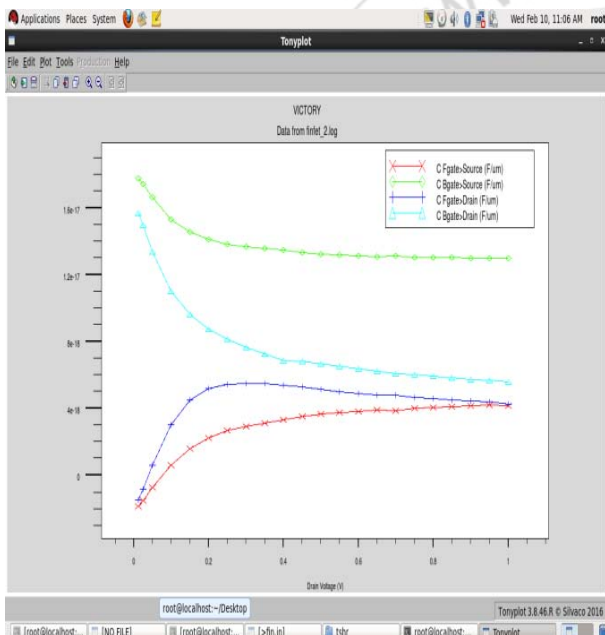 Applications Places System Wed Feb 10, 11:06 AM root
Tonyplot
File Edit Plot Tools Production Help
VICTORY
Data from finfet_2.log
C Fgate>Source (F/um)
C Bgate>Source (F/um)
C Fgate>Drain (F/um)
C Bgate>Drain (F/um)
1.6e-17
1.2e-17
8e-18
4e-18
0
0 0.2 0.4 0.6 0.8 1
Drain Voltage (V)
root@localhost:~/Desktop
Tonyplot 3.8.46.R © Silvaco 2016
[root@localhost:... [NO FILE] [root@localhost:... [>fin.in] tshr root@localhost:... Tonyplot